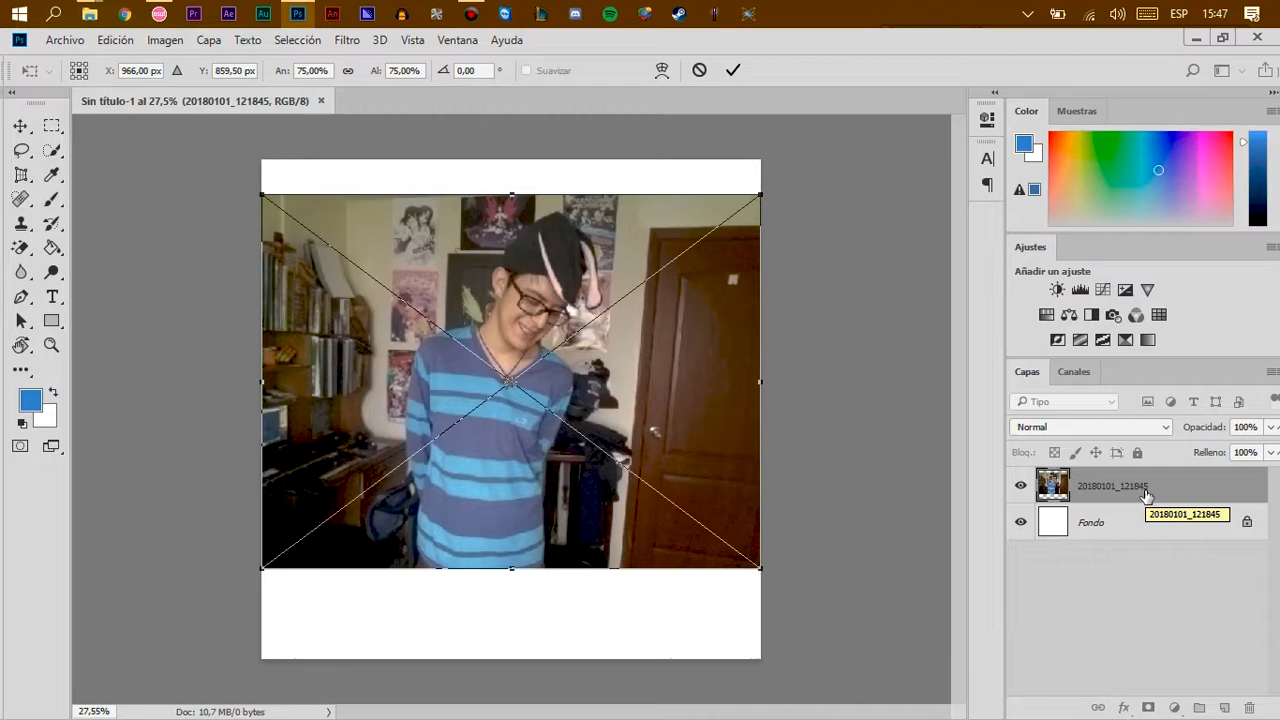 ESP 15:47
Archivo Edición Imagen Capa Texto Selección Filtro 3D Vista Ventana Ayuda
X: 966,00 px Y: 859,50 px An: 75,00% Al: 75,00% 0,00 ° Suavizar
Sin título-1 al 27,5% (20180101_121845, RGB/8) ×
Color Muestras
Ajustes
Añadir un ajuste
Capas Canales
Tipo
Normal Opacidad: 100%
Bloq.: Relleno: 100%
20180101_121845
20180101_121845
Fondo
27,55% Doc: 10,7 MB/0 bytes